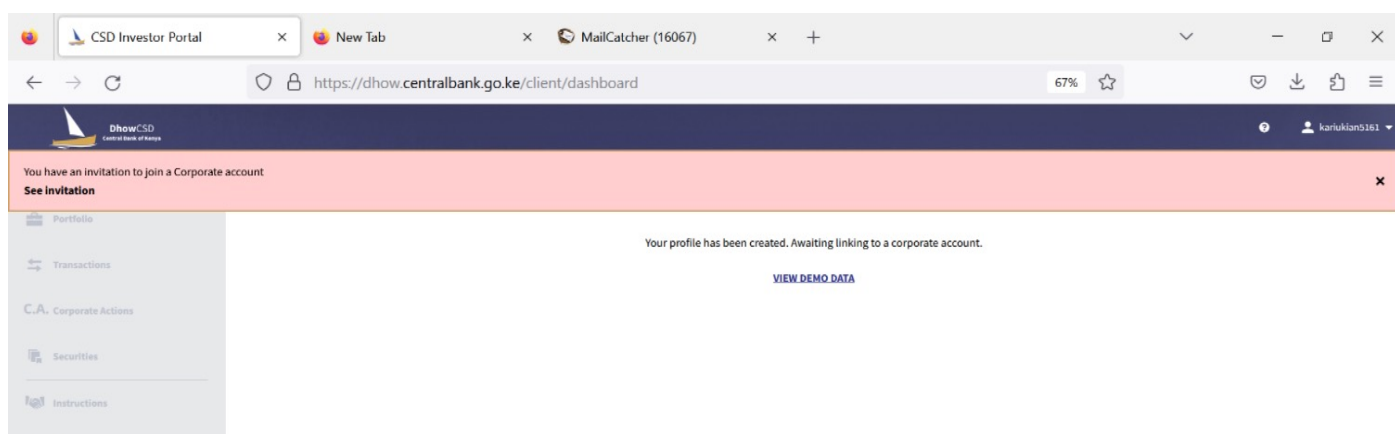 CSD Investor Portal
New Tab
MailCatcher (16067)
https://dhow.centralbank.go.ke/client/dashboard
67%
DhowCSD
Central Bank of Kenya
kariukian5161
You have an invitation to join a Corporate account
See invitation
Portfolio
Your profile has been created. Awaiting linking to a corporate account.
Transactions
VIEW DEMO DATA
C.A. Corporate Actions
Securities
Instructions